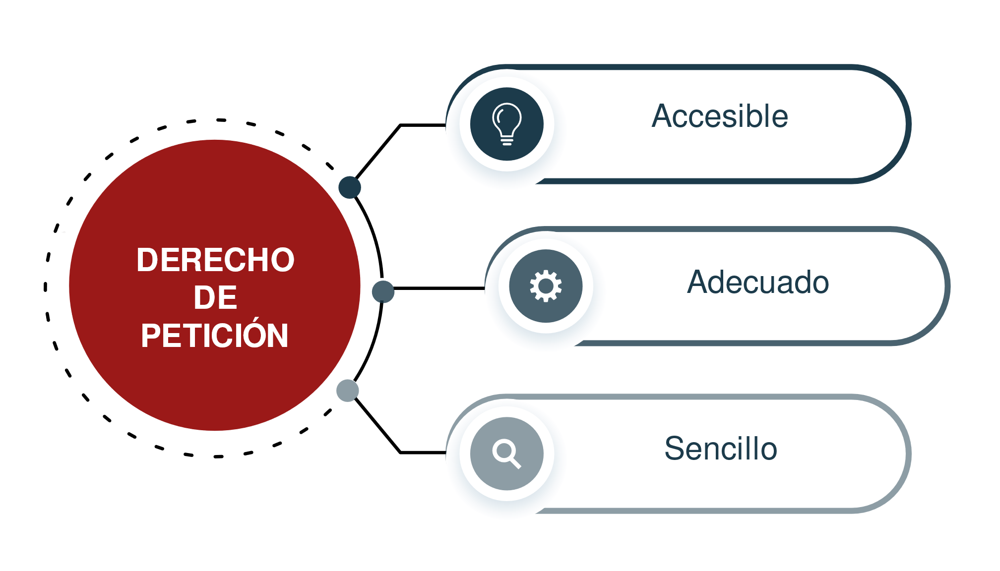 DERECHO
DE
PETICIÓN
Accesible
Adecuado
Sencillo